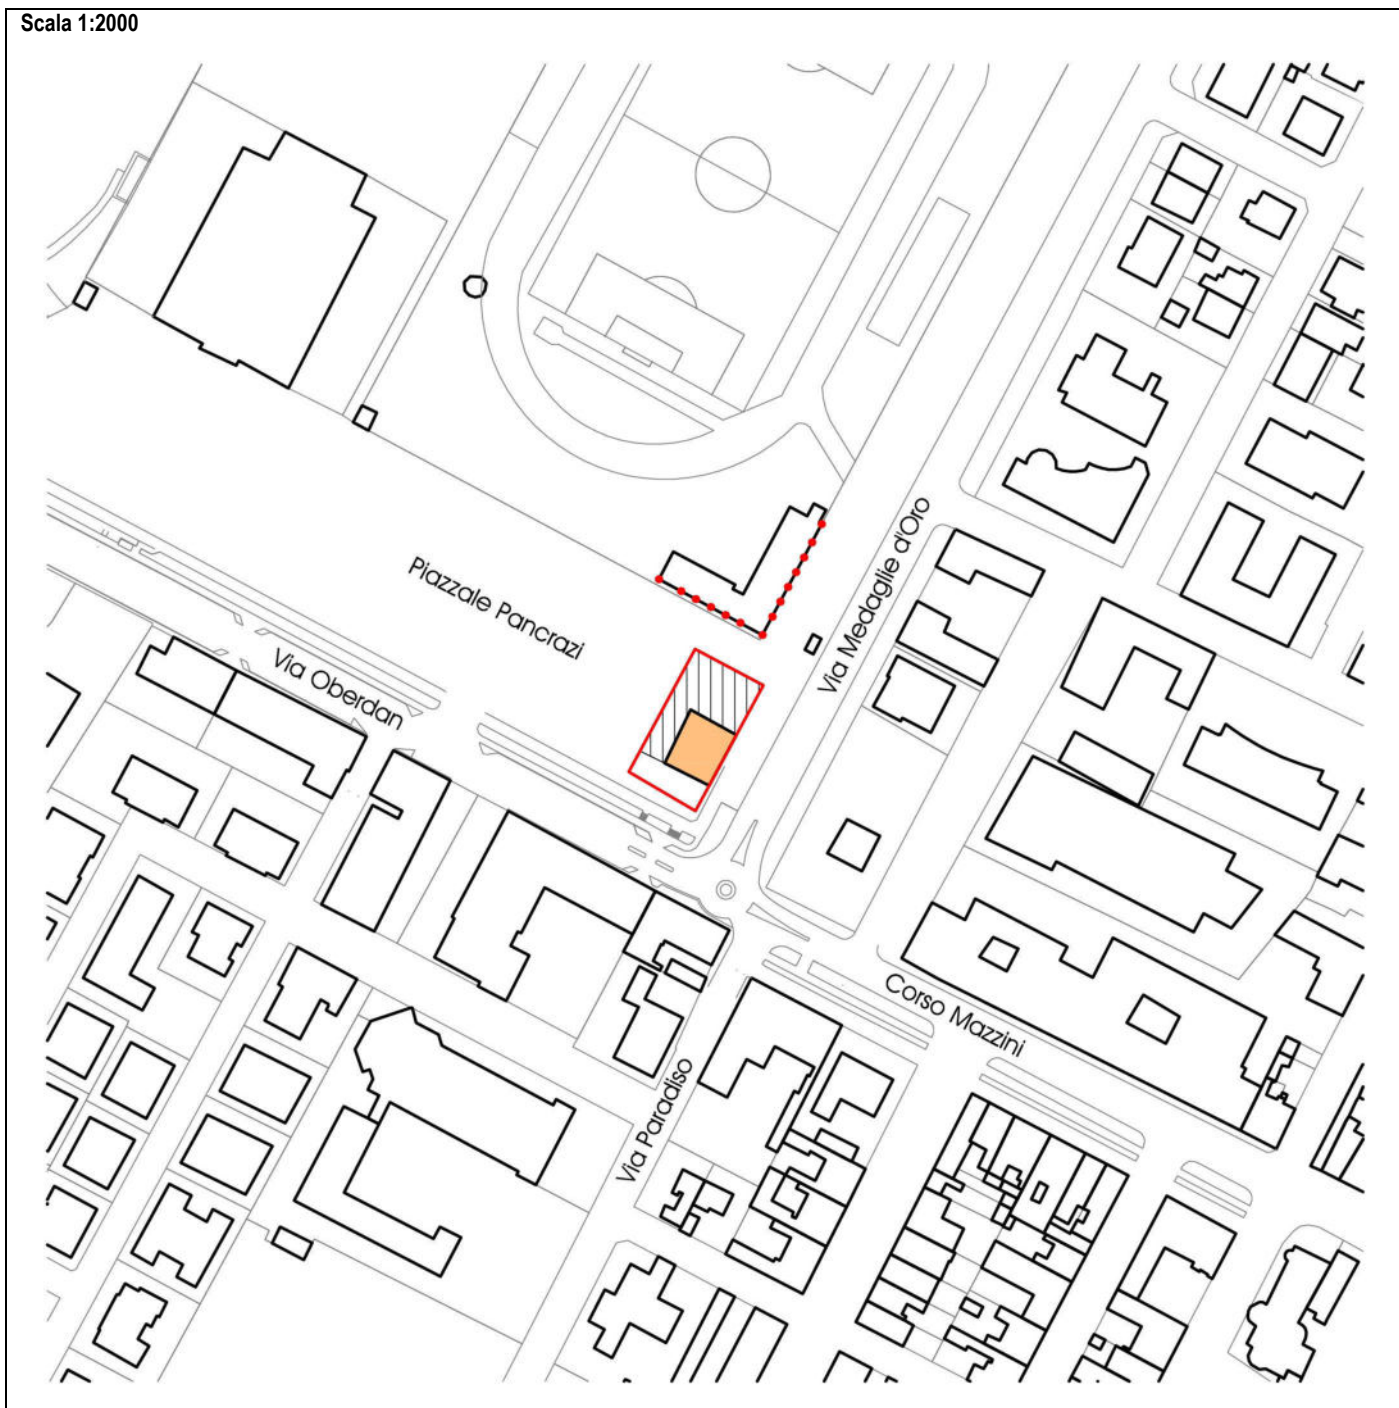 Scala 1:2000
Piazzale Pancrazi
Via Medaglie d'Oro
Via Oberdan
Corso Mazzini
Via Paradiso